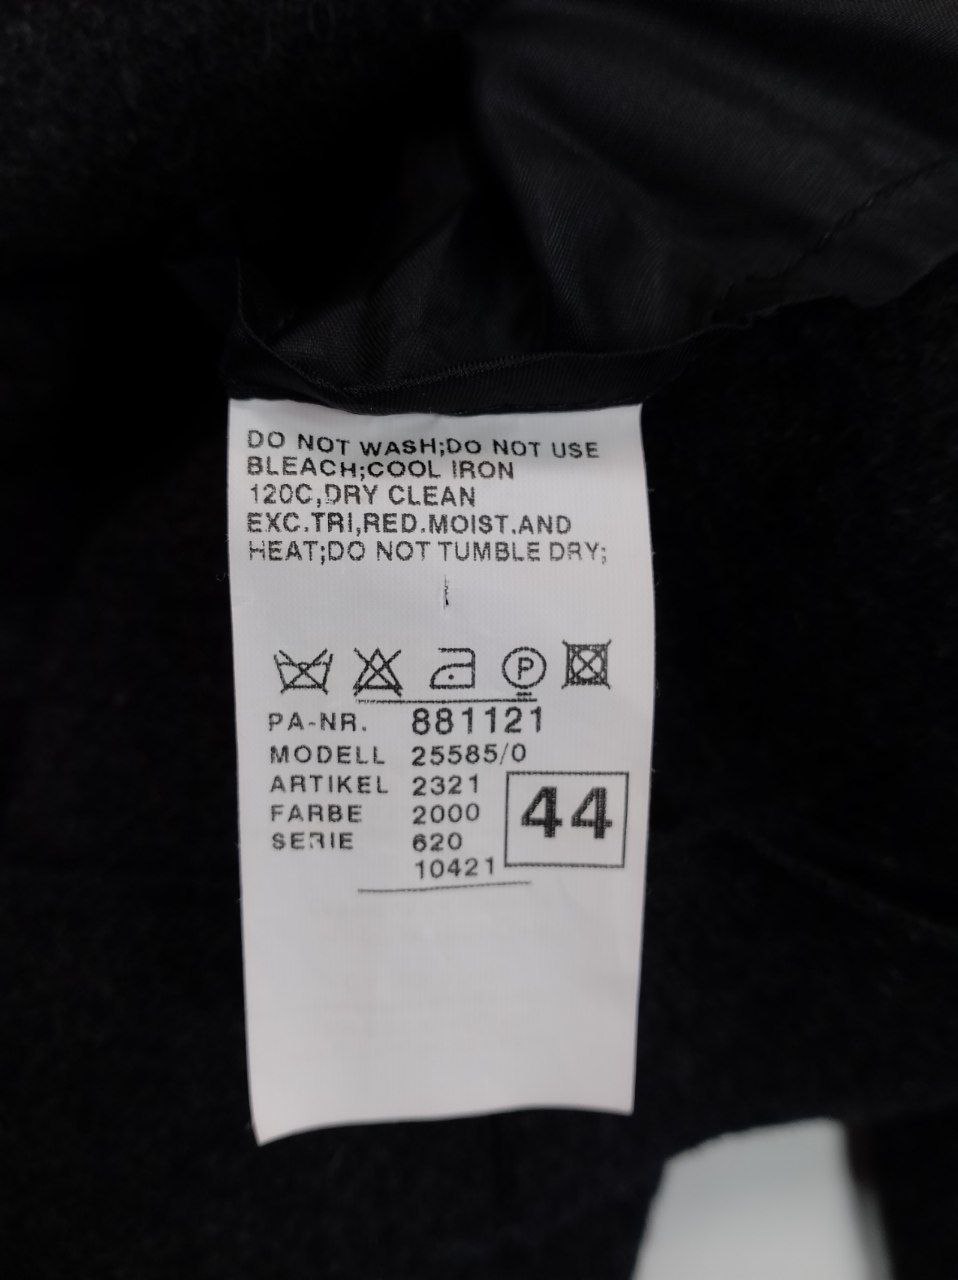 DO NOT WASH;DO NOT USE
BLEACH;COOL IRON
120C,DRY CLEAN
EXC.TRI,RED.MOIST.AND
HEAT;DO NOT TUMBLE DRY;
P
PA-NR. 881121
MODELL 25585/0
ARTIKEL 2321
FARBE 2000
44
SERIE 620
10421